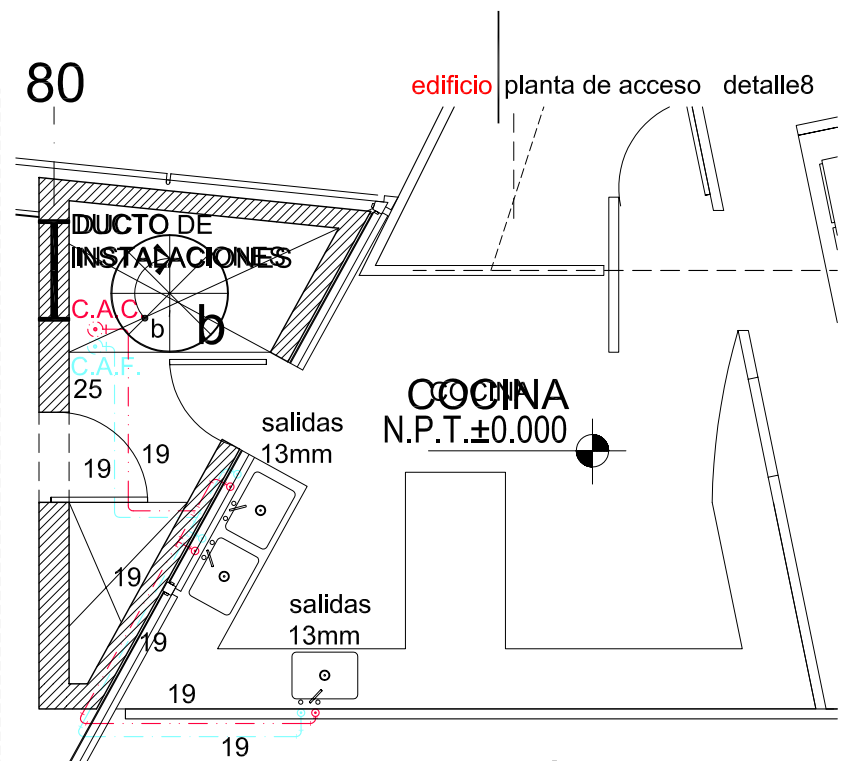 80
edificio planta de acceso detalle8
DUCTO DE
INSTALACIONES
C.A.C.
b
b
C.A.F.
25
COCINA
COCINA
N.P.T.±0.000
salidas
13mm
19
19
19
salidas
13mm
19
19
19